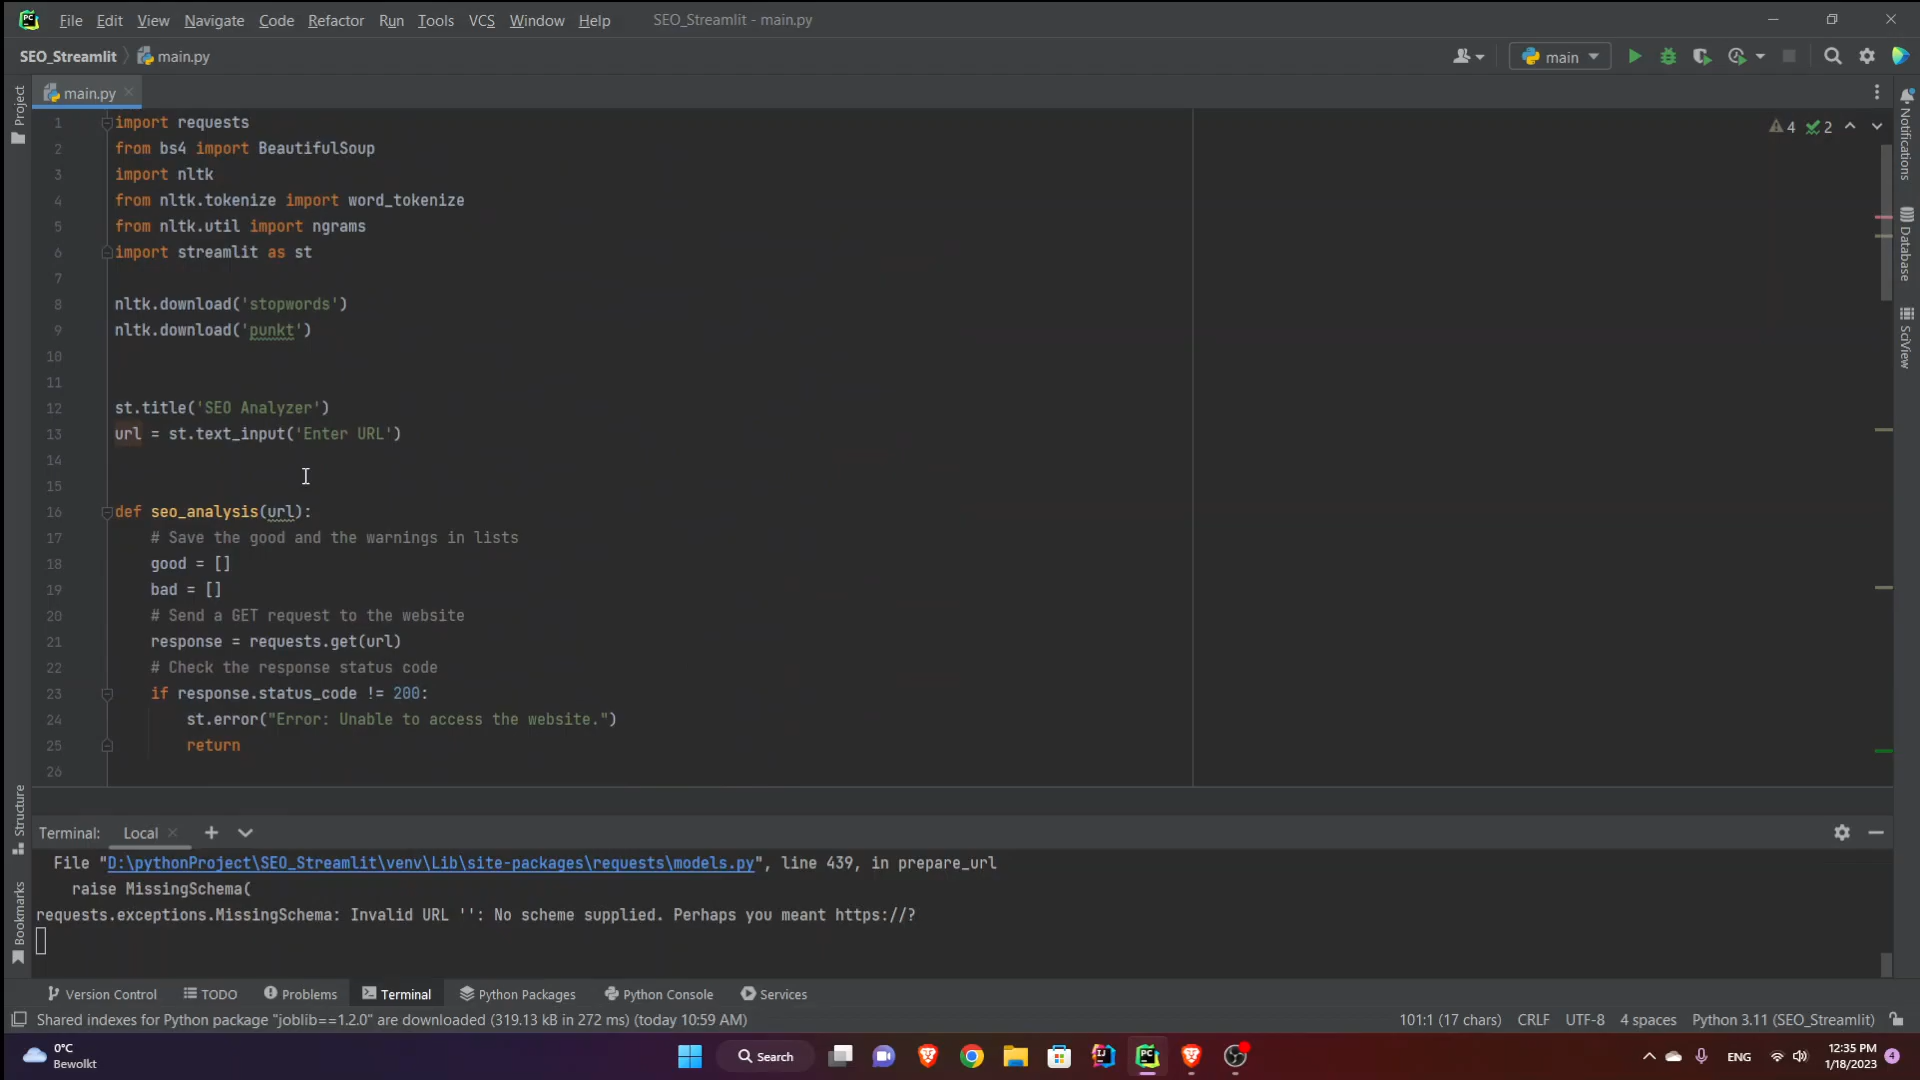 File Edit View Navigate Code Refactor Run Tools VCS Window Help SEO_Streamlit - main.py
SEO_Streamlit main.py main
main.py
4 2
1 import requests
2 from bs4 import BeautifulSoup
3 import nltk
4 from nltk.tokenize import word_tokenize
5 from nltk.util import ngrams
6 import streamlit as st
7
8 nltk.download('stopwords')
9 nltk.download('punkt')
10
11
12 st.title('SEO Analyzer')
13 url = st.text_input('Enter URL')
14
15
16 def seo_analysis(url):
17 # Save the good and the warnings in lists
18 good = []
19 bad = []
20 # Send a GET request to the website
21 response = requests.get(url)
22 # Check the response status code
23 if response.status_code != 200:
24 st.error("Error: Unable to access the website.")
25 return
26
Project
Structure
Bookmarks
Notifications
Database
SciView
Terminal: Local
File "D:\pythonProject\SEO_Streamlit\venv\Lib\site-packages\requests\models.py", line 439, in prepare_url
raise MissingSchema(
requests.exceptions.MissingSchema: Invalid URL '': No scheme supplied. Perhaps you meant https://?
Version Control TODO Problems Terminal Python Packages Python Console Services
Shared indexes for Python package "joblib==1.2.0" are downloaded (319.13 kB in 272 ms) (today 10:59 AM) 101:1 (17 chars) CRLF UTF-8 4 spaces Python 3.11 (SEO_Streamlit)
0°C
Bewolkt
Search
ENG
12:35 PM
1/18/2023
4